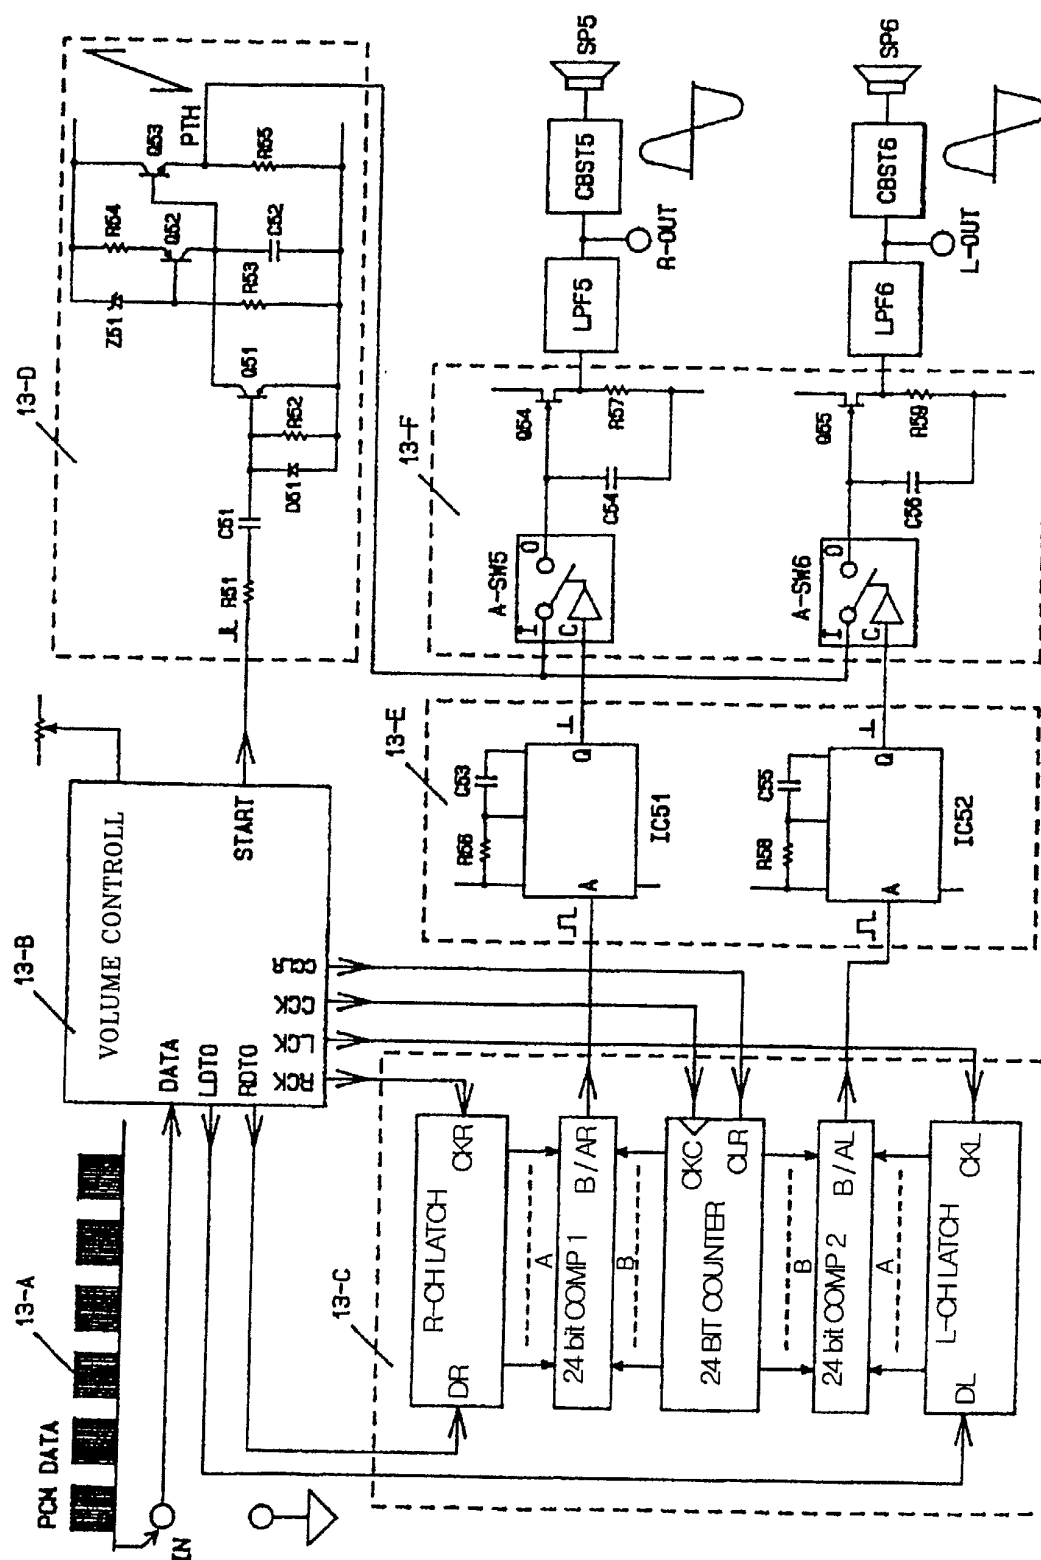 PCM DATA
13-A
IN
13-B
VOLUME CONTROLL
DATA
LDTO
RDTO
START
RCK
LCK
CCK
CCLR
13-C
R-CH LATCH
DR
CKR
A
24 bit COMP 1
B / AR
B
24 BIT COUNTER
CKC
CLR
B
24 bit COMP 2
B / AL
A
L-CH LATCH
DL
CKL
13-D
R51
C51
D51
R52
Q51
Z51
R53
R54
Q52
C52
Q53
R55
PTH
13-E
R56
C53
A
Q
IC51
R58
C55
A
Q
IC52
13-F
A-SW5
I
O
C
C54
Q54
R57
A-SW6
I
O
C
C56
Q55
R59
LPF5
R-OUT
CBST5
SP5
LPF6
L-OUT
CBST6
SP6